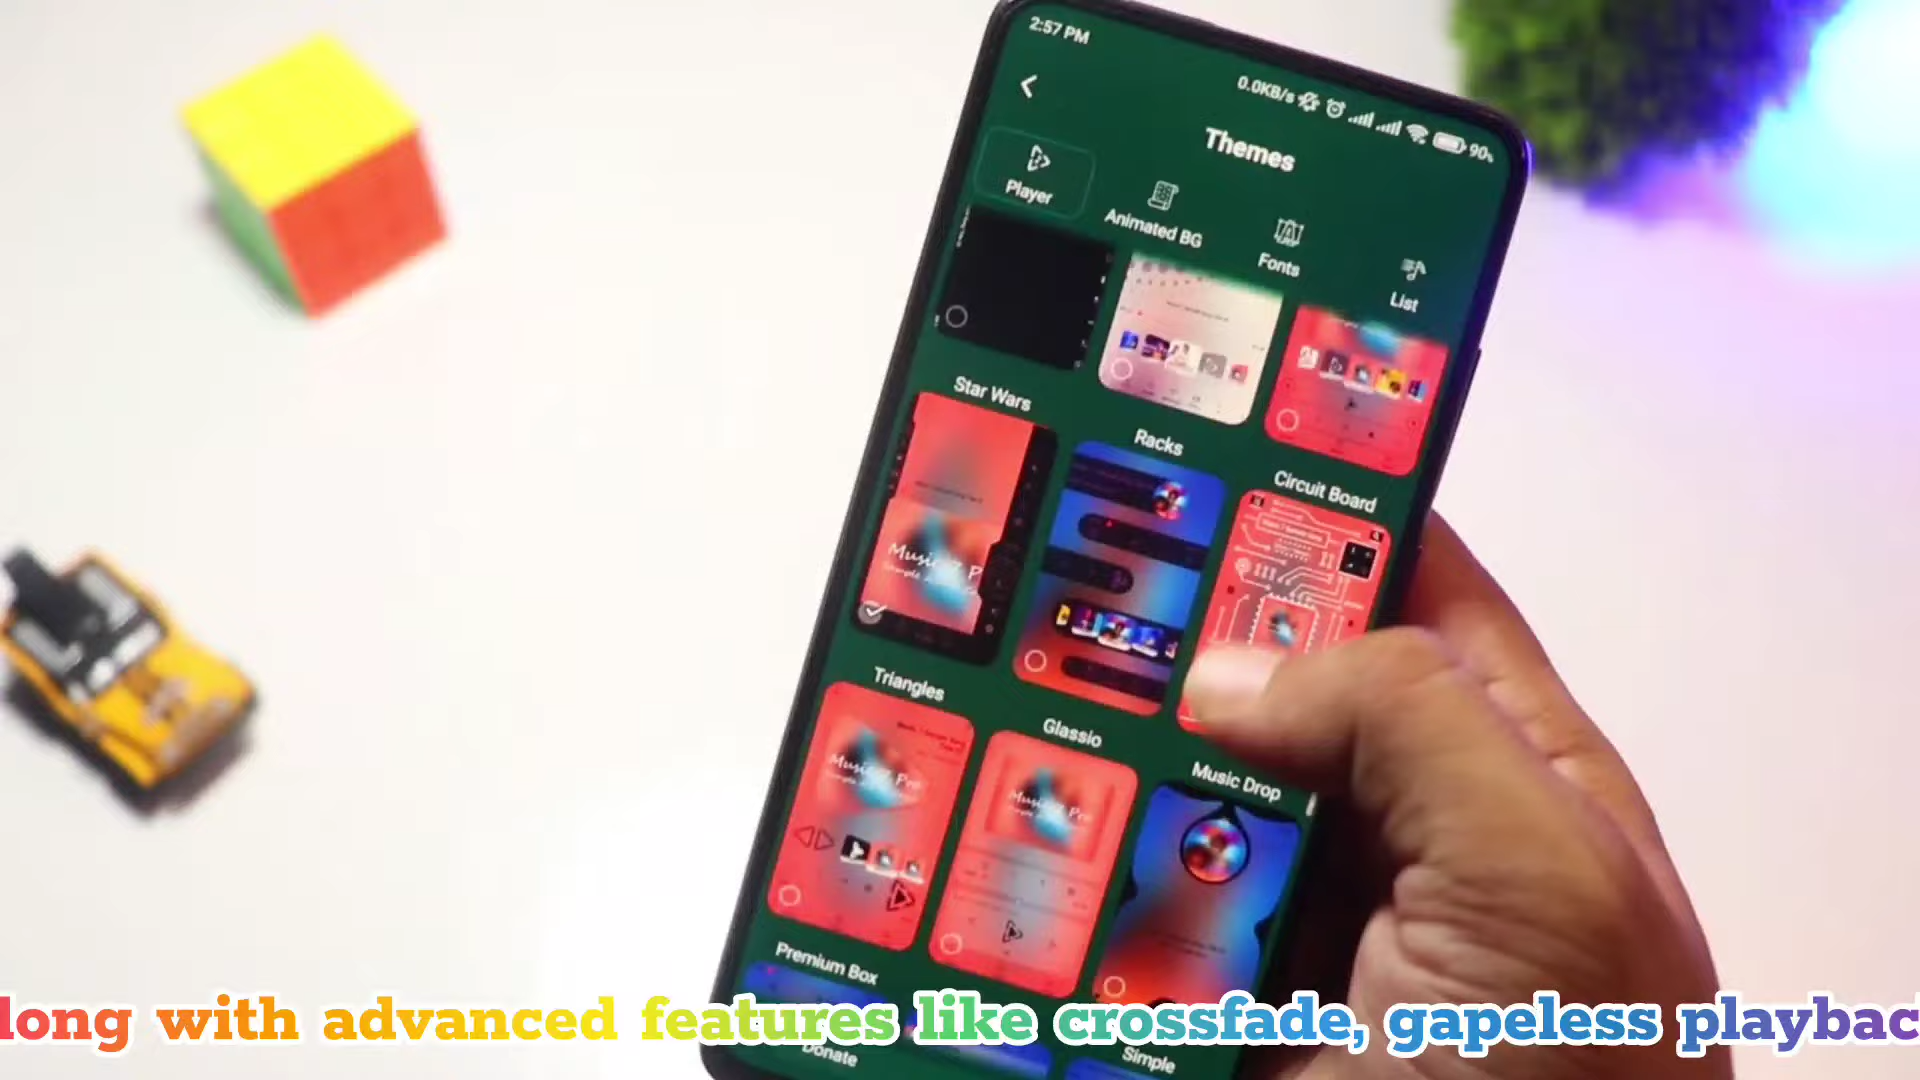 2:57 PM
0.0KB/s
90%
Themes
Player
Animated BG
Fonts
List
Star Wars
Racks
Circuit Board
Triangles
Glassio
Music Drop
Premium Box
Donate
Simple
long with advanced features like crossfade, gapeless playbac